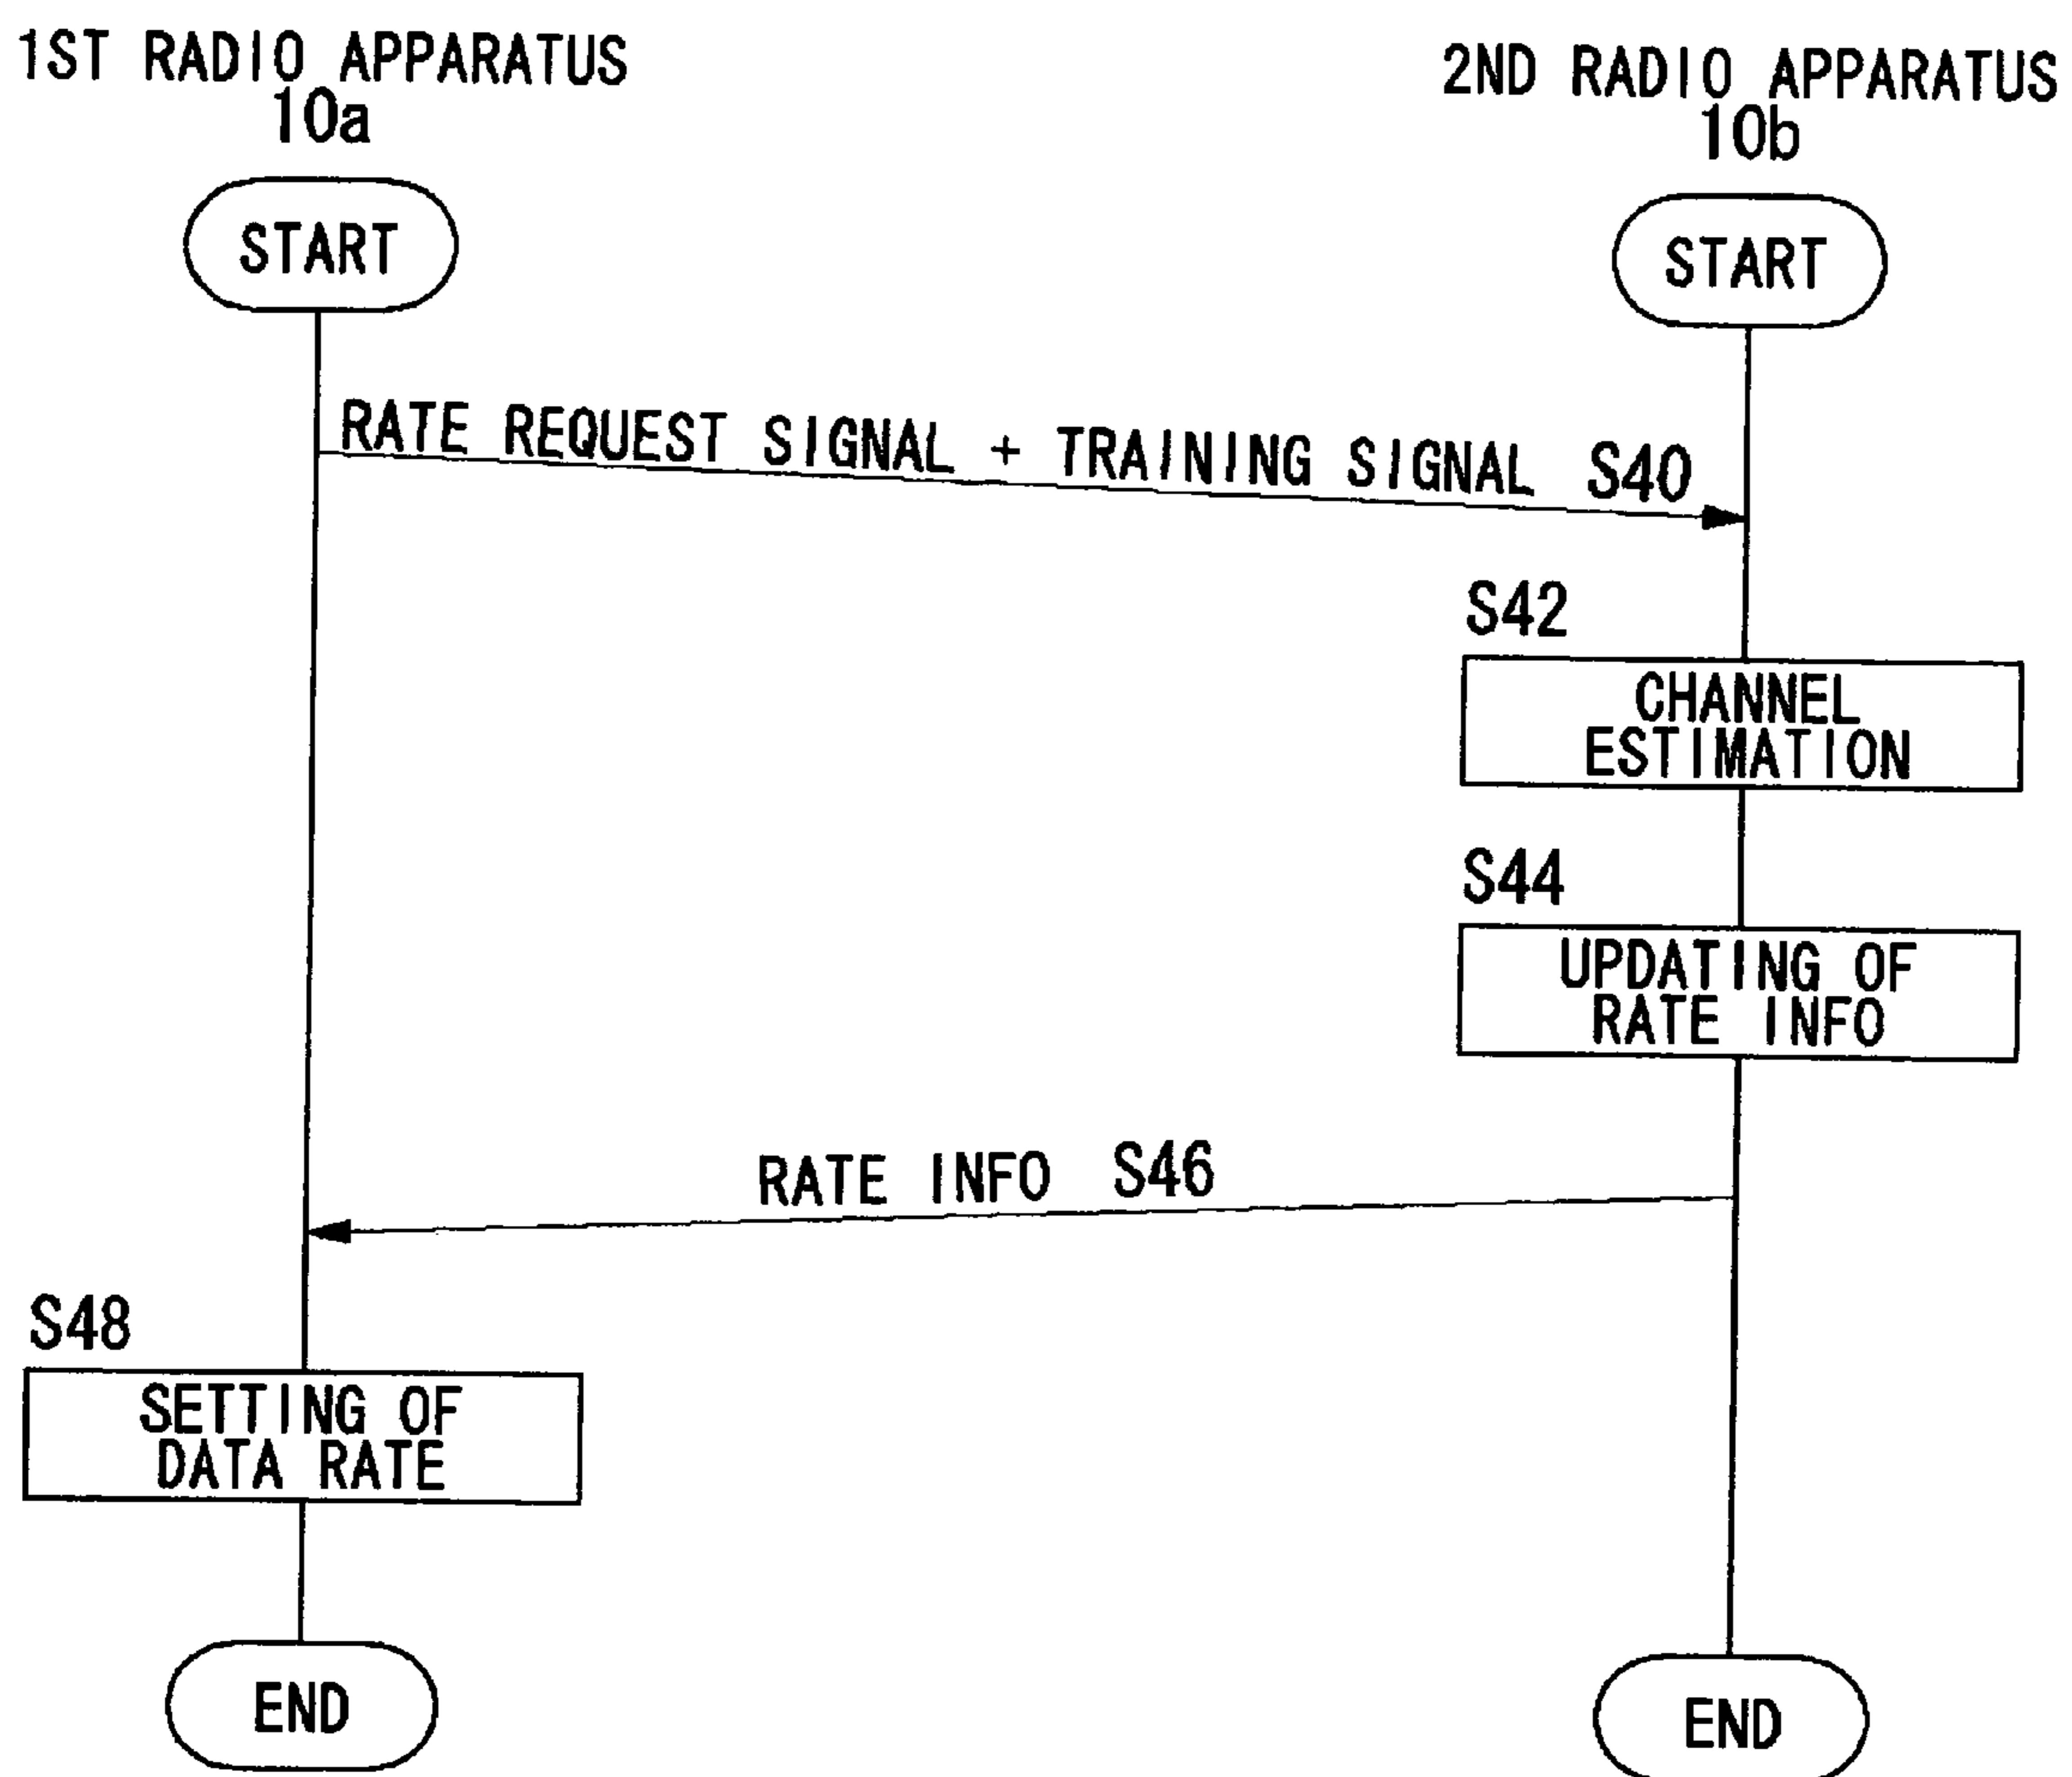 1ST RADIO APPARATUS
10a
2ND RADIO APPARATUS
10b
START
START
RATE REQUEST SIGNAL + TRAINING SIGNAL S40
S42
CHANNEL
ESTIMATION
S44
UPDATING OF
RATE INFO
RATE INFO S46
S48
SETTING OF
DATA RATE
END
END